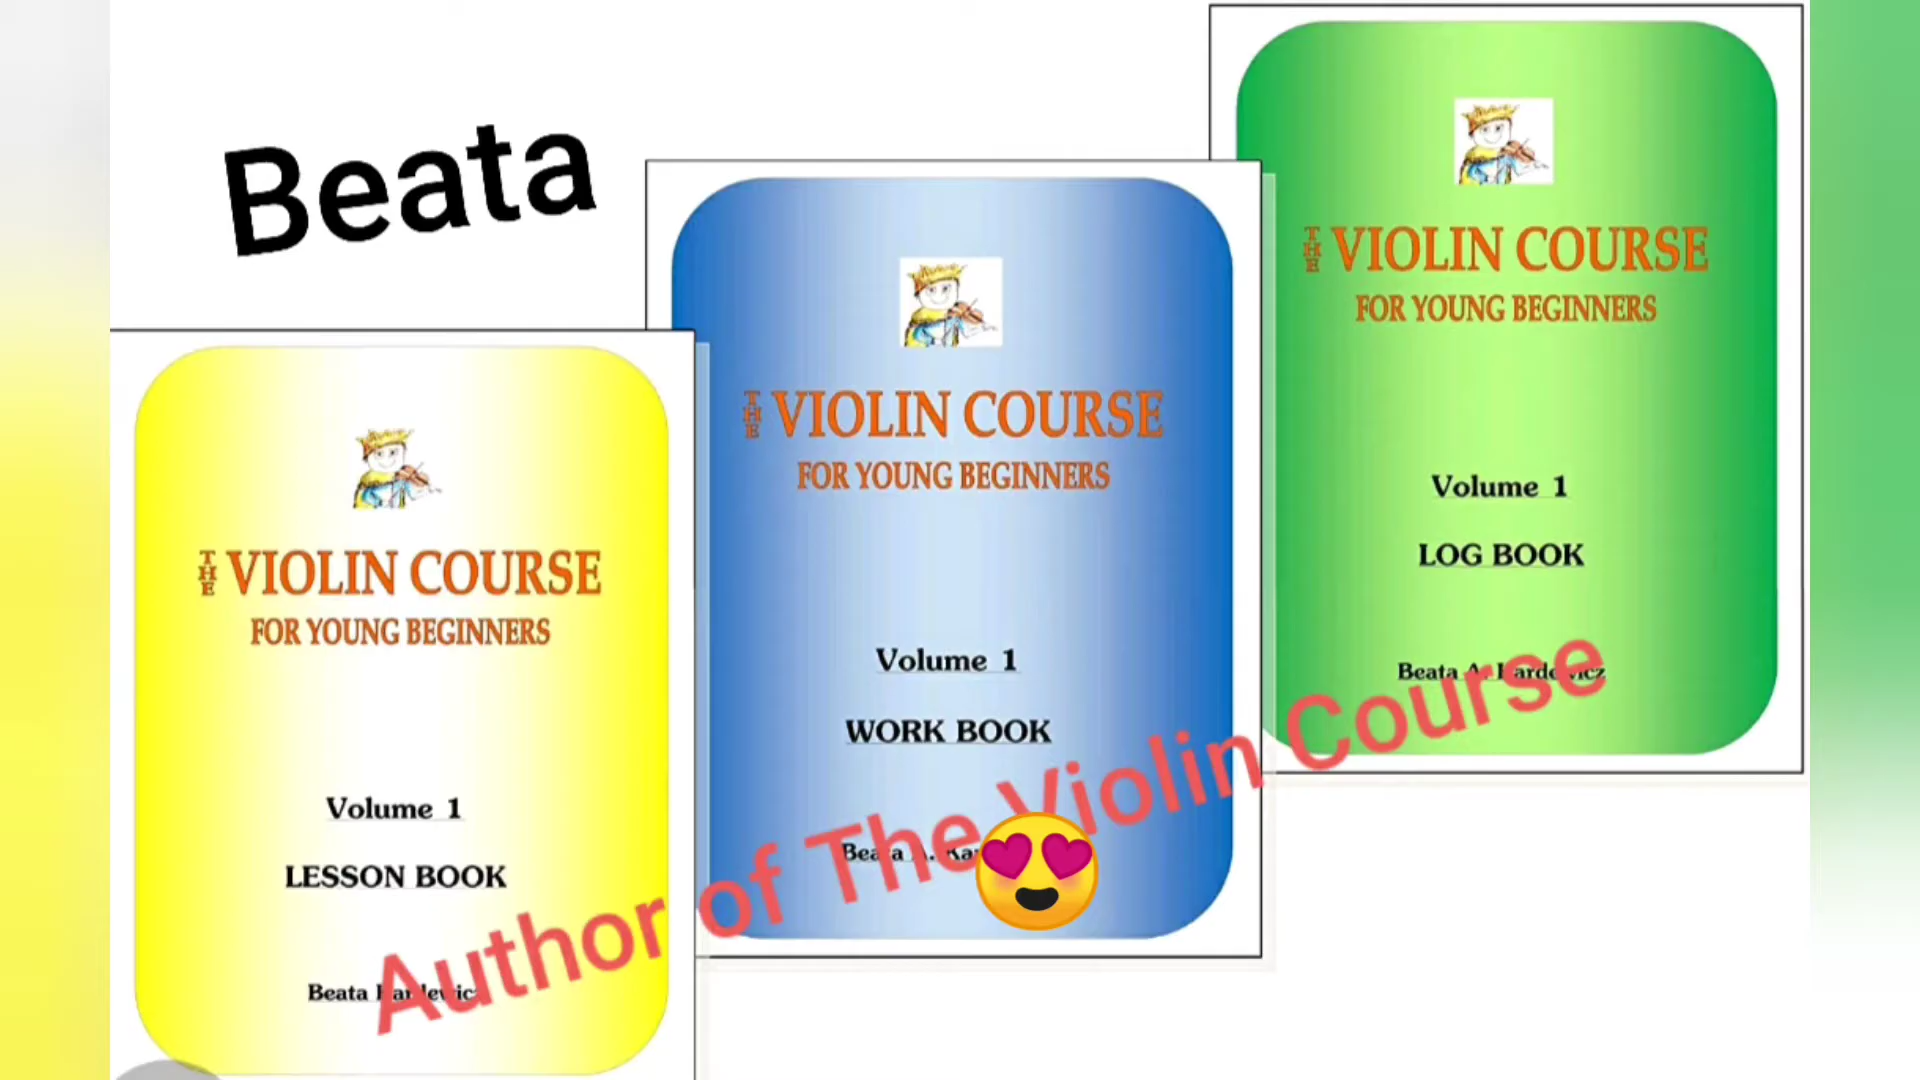 Beata
THE VIOLIN COURSE
FOR YOUNG BEGINNERS
Volume 1
LESSON BOOK
Beata
THE VIOLIN COURSE
FOR YOUNG BEGINNERS
Volume 1
WORK BOOK
Beata A.
THE VIOLIN COURSE
FOR YOUNG BEGINNERS
Volume 1
LOG BOOK
Beata A.
Author of The Violin Course